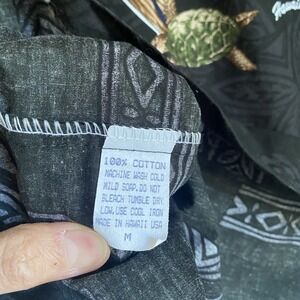 Hawaii
100% COTTON
MACHINE WASH COLD
MILD SOAP. DO NOT
BLEACH TUMBLE DRY.
LOW. USE COOL IRON
MADE IN HAWAII USA
M